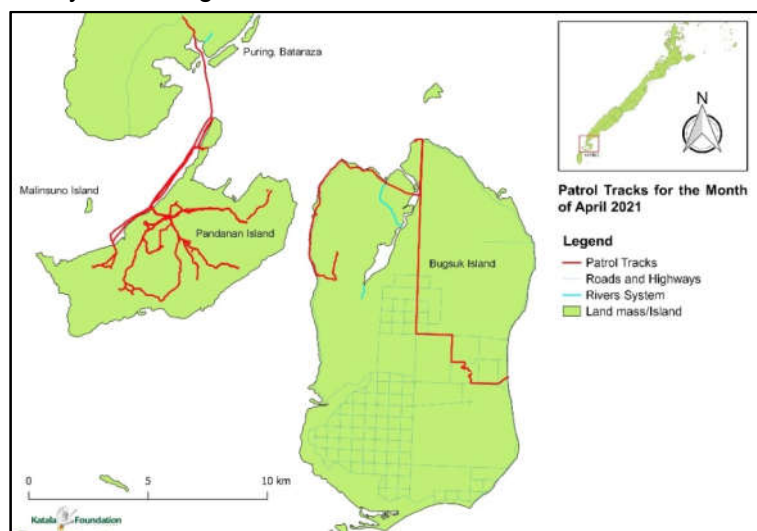 Puring, Bataraza
N
Malinsuno Island
Pandanan Island
Bugsuk Island
Patrol Tracks for the Month
of April 2021
Legend
Patrol Tracks
Roads and Highways
Rivers System
Land mass/Island
0 5 10 km
Katala Foundation